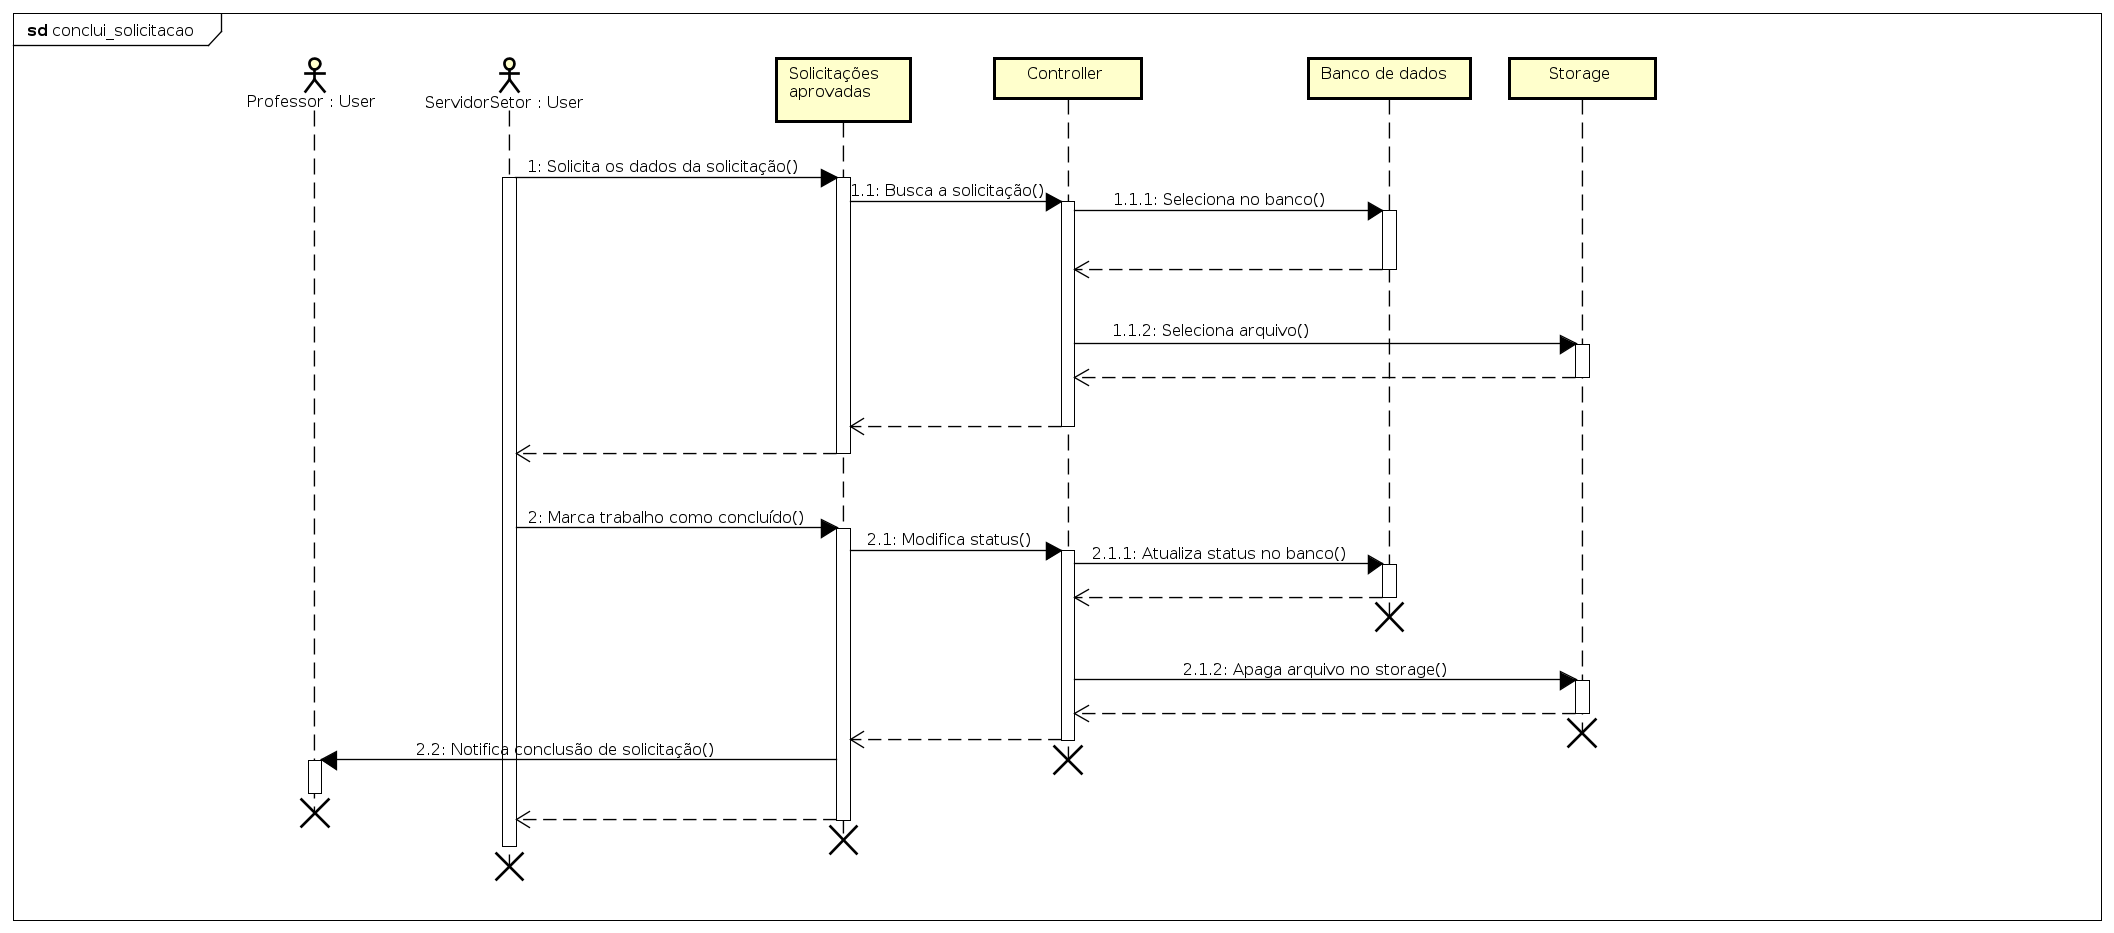 sd conclui_solicitacao
Professor : User
ServidorSetor : User
Solicitações
aprovadas
Controller
Banco de dados
Storage
1: Solicita os dados da solicitação()
1.1: Busca a solicitação()
1.1.1: Seleciona no banco()
1.1.2: Seleciona arquivo()
2: Marca trabalho como concluído()
2.1: Modifica status()
2.1.1: Atualiza status no banco()
2.1.2: Apaga arquivo no storage()
2.2: Notifica conclusão de solicitação()